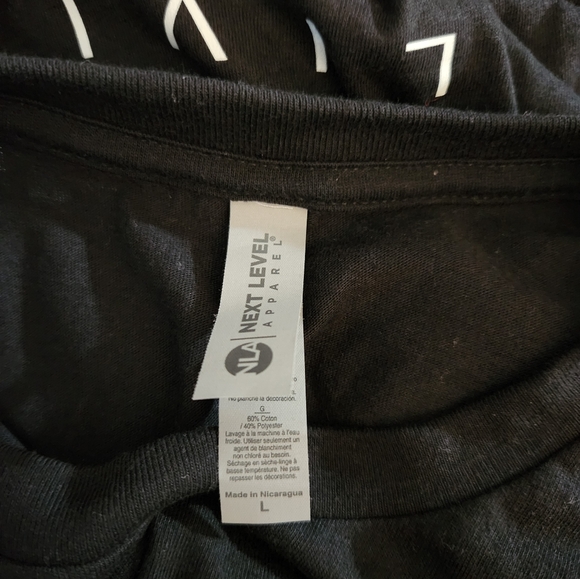 NLA
NEXT LEVEL
APPAREL®
No planche la decoración.
G
60% Coton
/ 40% Polyester
Lavage à la machine à l'eau
froide. Utiliser seulement un
agent de blanchiment
non chloré au besoin.
Séchage en sèche-linge à
basse température. Ne pas
repasser les décorations.
Made in Nicaragua
L